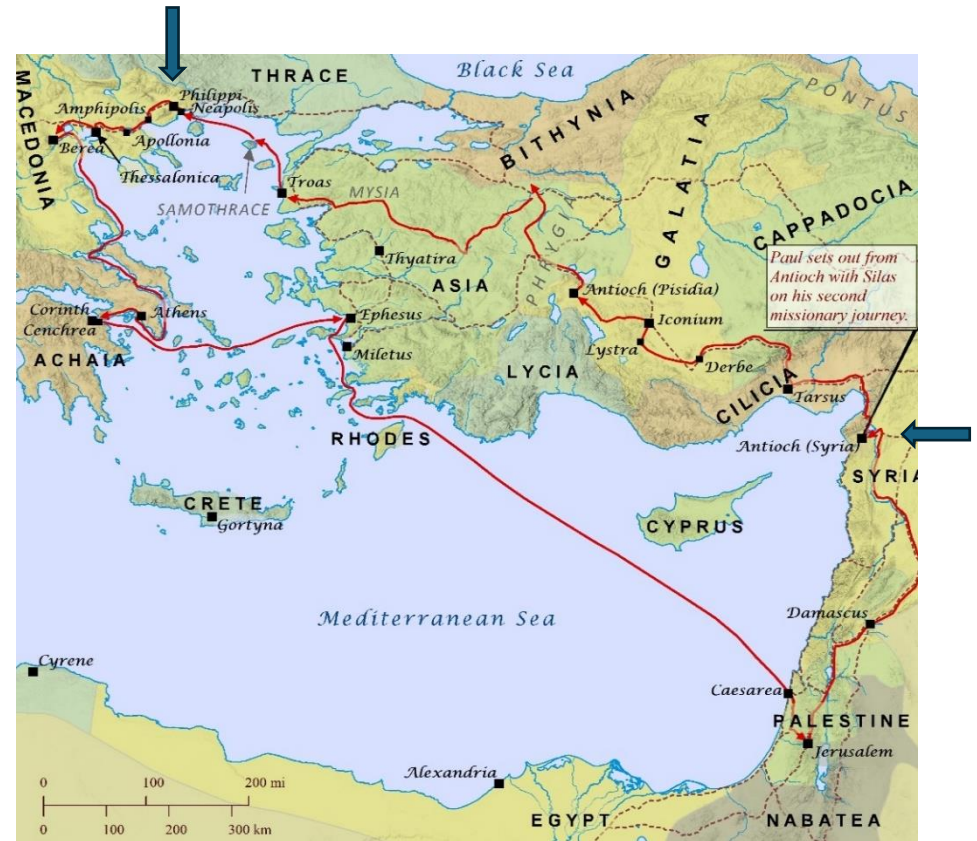 Black Sea
THRACE
MACEDONIA
Philippi
Neapolis
Amphipolis
Apollonia
Berea
Thessalonica
SAMOTHRACE
Troas
MYSIA
BITHYNIA
PONTUS
GALATIA
CAPPADOCIA
PHRYGIA
Paul sets out from
Antioch with Silas
on his second
missionary journey.
Thyatira
ASIA
Antioch (Pisidia)
Iconium
Lystra
Derbe
Corinth
Cenchrea
Athens
Ephesus
Miletus
ACHAIA
LYCIA
CILICIA
Tarsus
RHODES
Antioch (Syria)
SYRIA
CRETE
Gortyna
CYPRUS
Mediterranean Sea
Damascus
Cyrene
Caesarea
PALESTINE
Jerusalem
Alexandria
EGYPT
NABATEA
0 100 200 mi
0 100 200 300 km